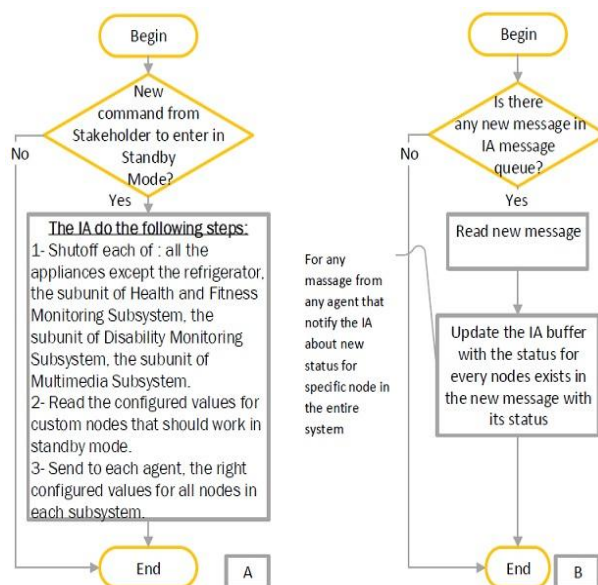 Begin
New
command from
Stakeholder to enter in
Standby
Mode?
No
Yes
The IA do the following steps:
1- Shutoff each of : all the
appliances except the refrigerator,
the subunit of Health and Fitness
Monitoring Subsystem, the
subunit of Disability Monitoring
Subsystem, the subunit of
Multimedia Subsystem.
2- Read the configured values for
custom nodes that should work in
standby mode.
3- Send to each agent, the right
configured values for all nodes in
each subsystem.
End
A
Begin
Is there
any new message in
IA message
queue?
No
Yes
Read new message
For any
massage from
any agent that
notify the IA
about new
status for
specific node in
the entire
system
Update the IA buffer
with the status for
every nodes exists in
the new message with
its status
End
B